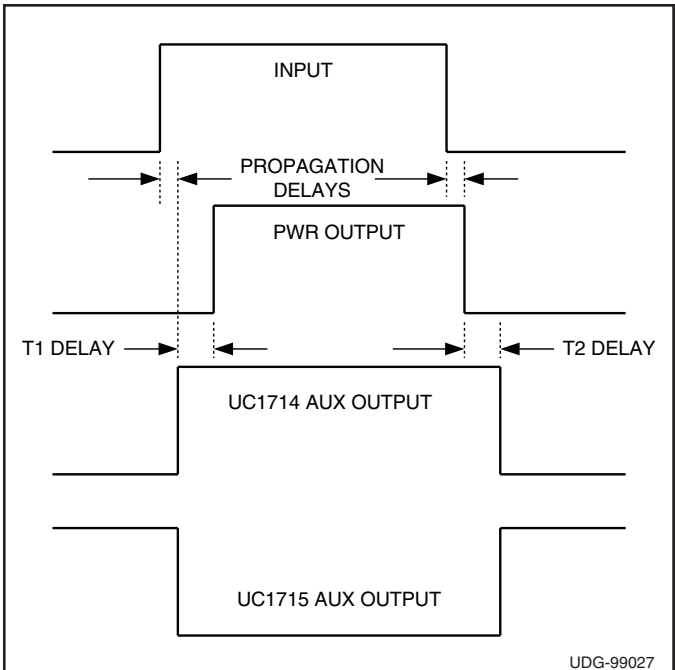 INPUT
PROPAGATION
DELAYS
PWR OUTPUT
T1 DELAY
T2 DELAY
UC1714 AUX OUTPUT
UC1715 AUX OUTPUT
UDG-99027